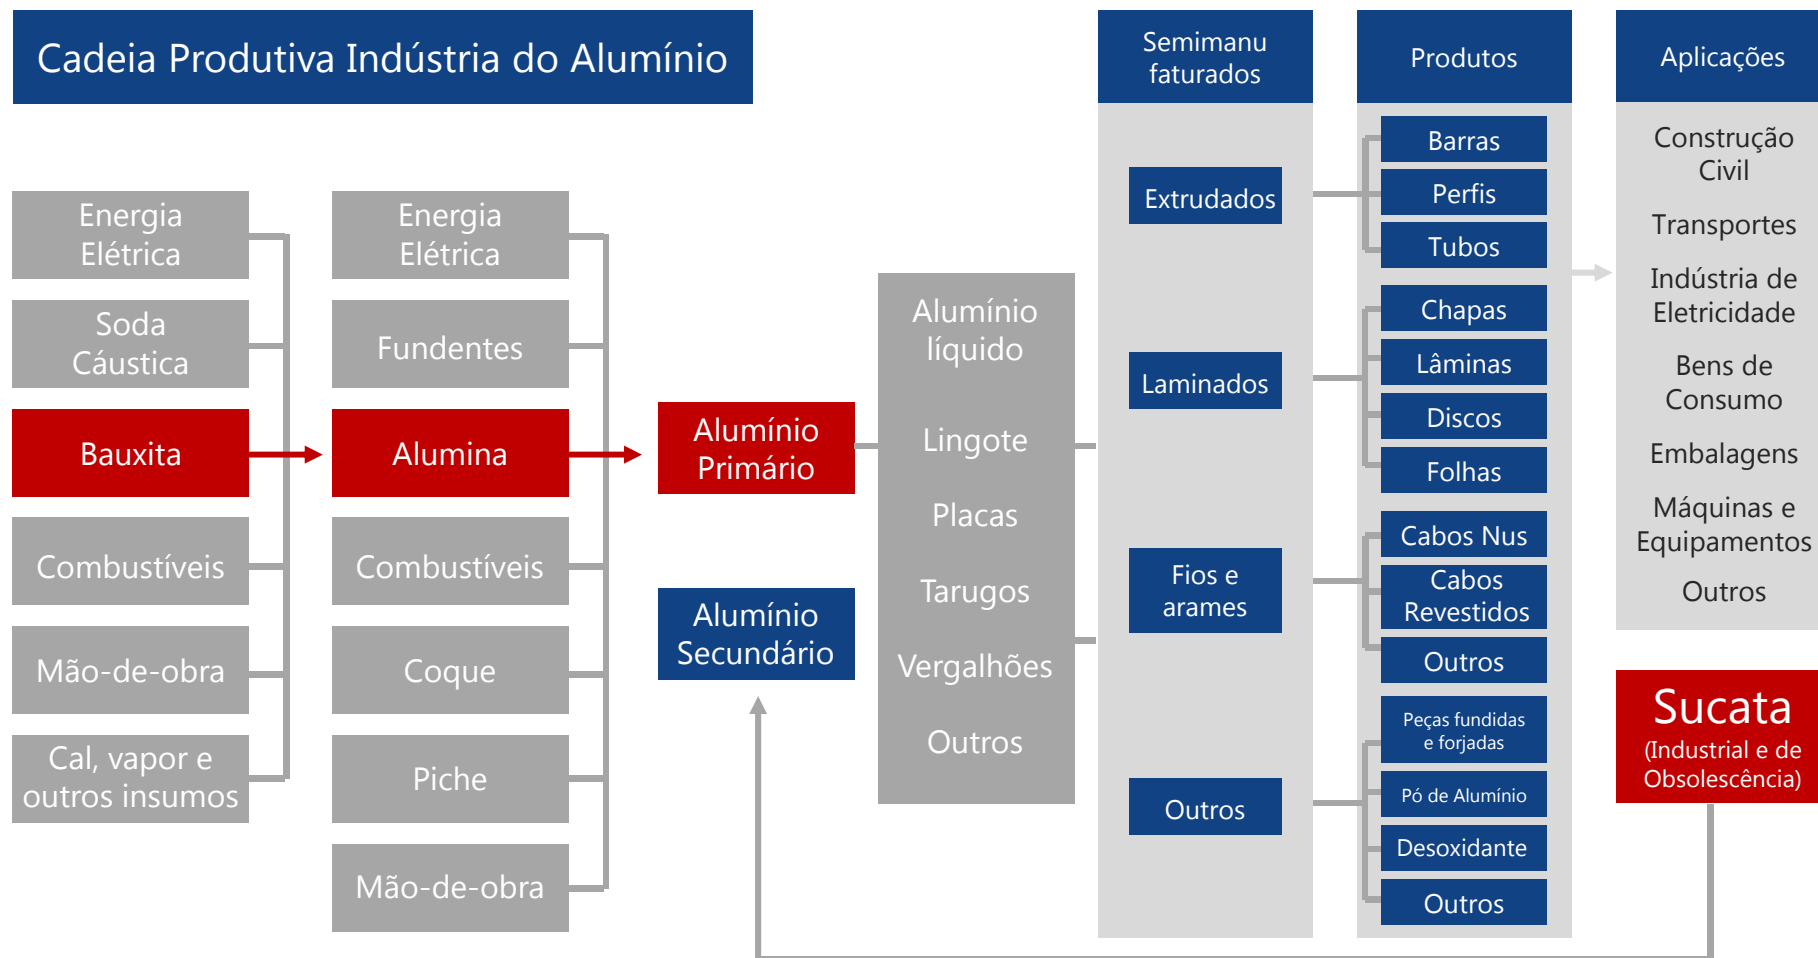 Cadeia Produtiva Indústria do Alumínio
Energia
Elétrica
Soda
Cáustica
Bauxita
Combustíveis
Mão-de-obra
Cal, vapor e
outros insumos
Energia
Elétrica
Fundentes
Alumina
Combustíveis
Coque
Piche
Mão-de-obra
Alumínio
Primário
Alumínio
Secundário
Alumínio
líquido
Lingote
Placas
Tarugos
Vergalhões
Outros
Semimanu
faturados
Extrudados
Laminados
Fios e
arames
Outros
Produtos
Barras
Perfis
Tubos
Chapas
Lâminas
Discos
Folhas
Cabos Nus
Cabos
Revestidos
Outros
Peças fundidas
e forjadas
Pó de Alumínio
Desoxidante
Outros
Aplicações
Construção
Civil
Transportes
Indústria de
Eletricidade
Bens de
Consumo
Embalagens
Máquinas e
Equipamentos
Outros
Sucata
(Industrial e de
Obsolescência)